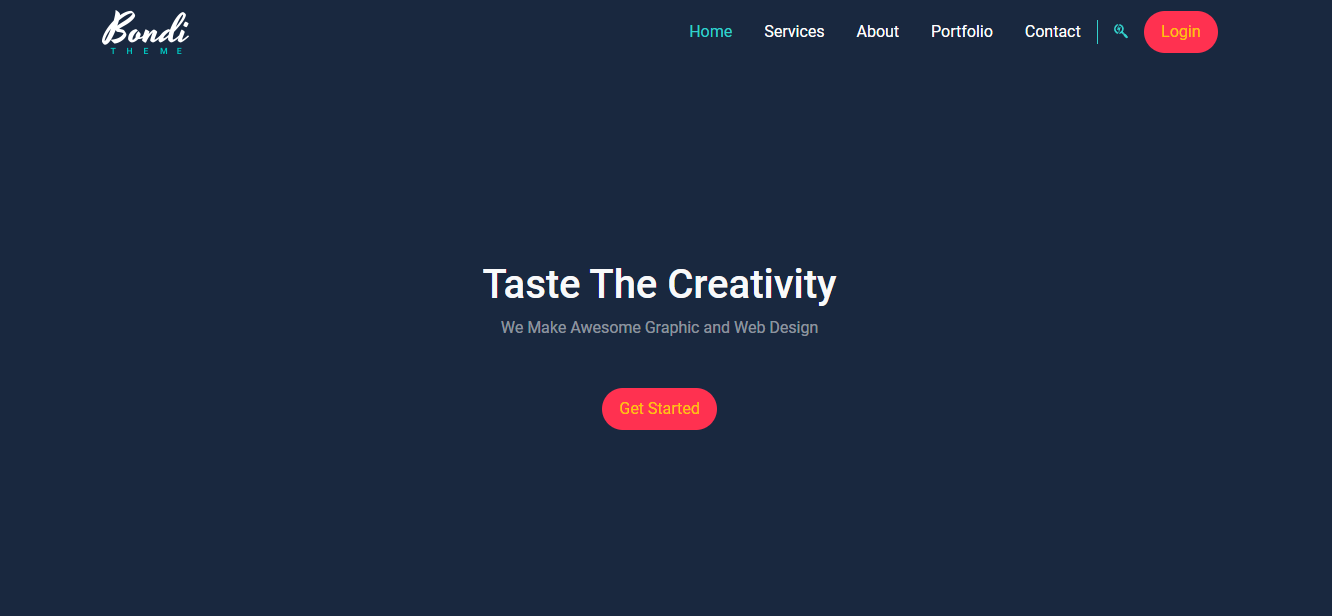 Bondi
THEME
Home Services About Portfolio Contact Login
Taste The Creativity
We Make Awesome Graphic and Web Design
Get Started